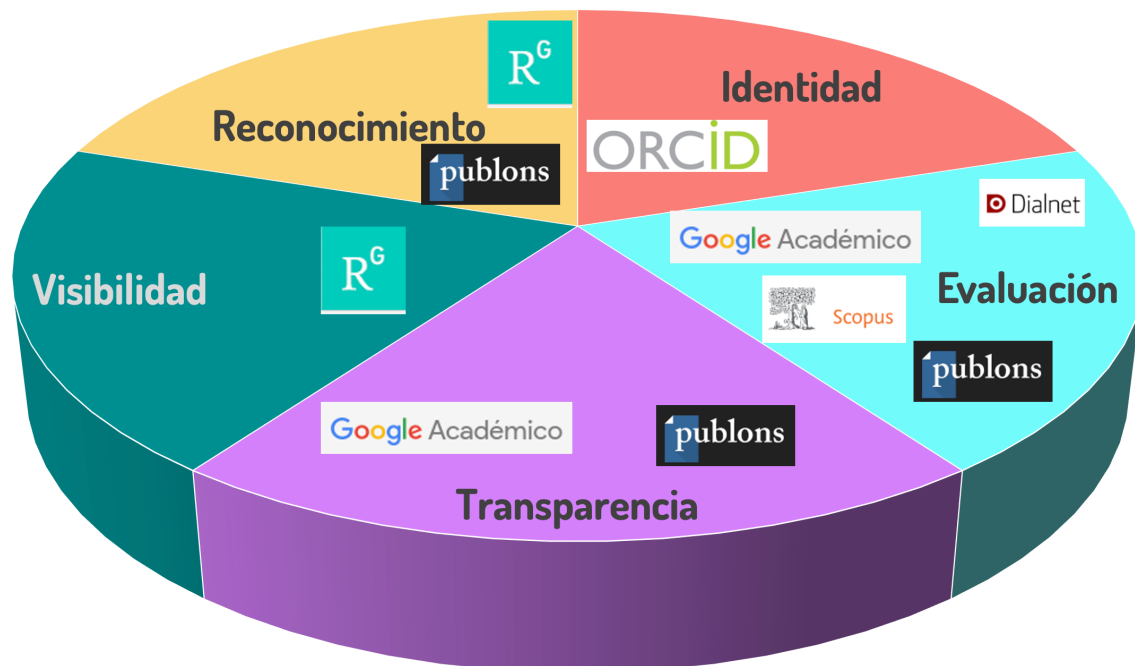 R^G
Identidad
Reconocimiento
ORCiD
publons
Dialnet
Google Académico
R^G
Visibilidad
Evaluación
Scopus
publons
Google Académico
publons
Transparencia